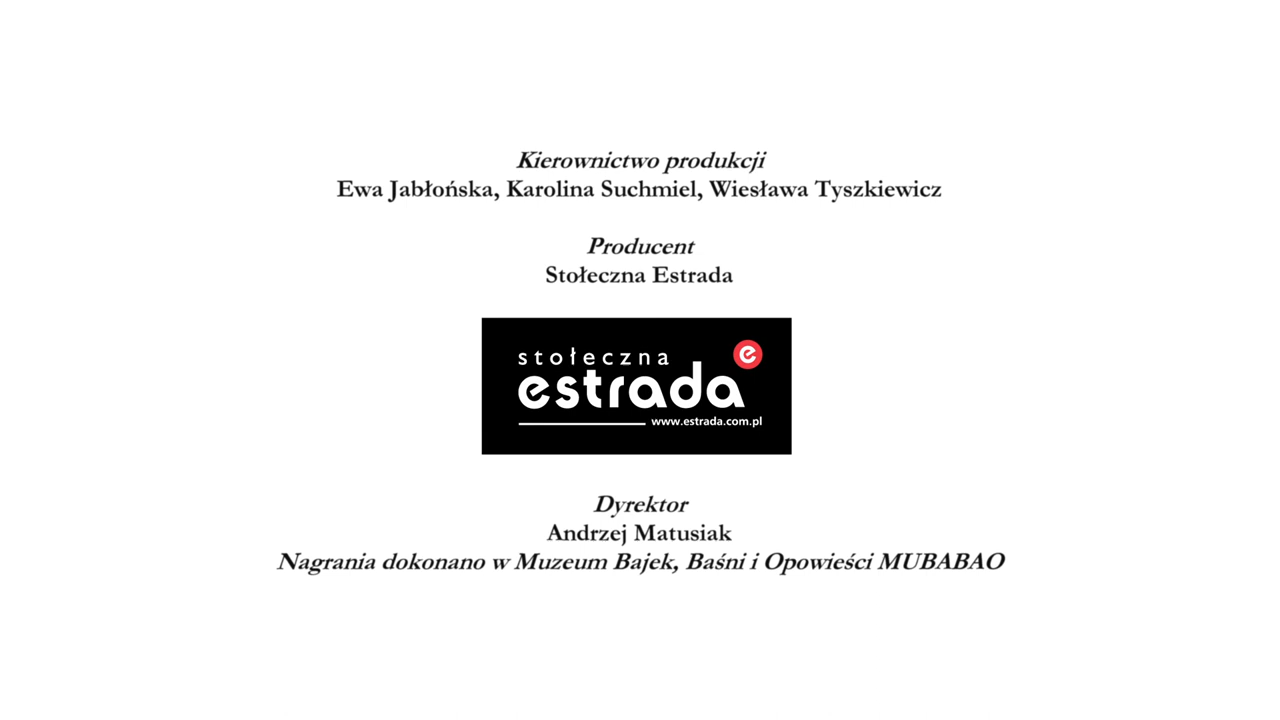 Kierownictwo produkcji
Ewa Jabłońska, Karolina Suchmiel, Wiesława Tyszkiewicz
Producent
Stołeczna Estrada
stołeczna
e
estrada
www.estrada.com.pl
Dyrektor
Andrzej Matusiak
Nagrania dokonano w Muzeum Bajek, Baśni i Opowieści MUBABAO